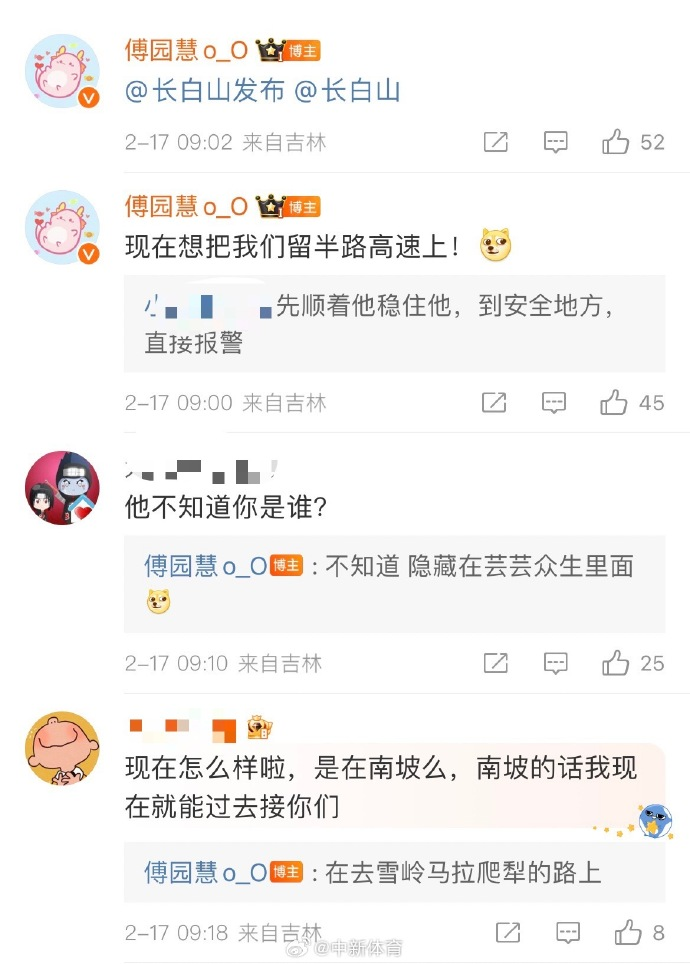 傅园慧o_O 博主
@长白山发布 @长白山
2-17 09:02 来自吉林 52
傅园慧o_O 博主
现在想把我们留半路高速上！
先顺着他稳住他，到安全地方，
直接报警
2-17 09:00 来自吉林 45
他不知道你是谁？
傅园慧o_O博主：不知道 隐藏在芸芸众生里面
2-17 09:10 来自吉林 25
现在怎么样啦，是在南坡么，南坡的话我现
在就能过去接你们
傅园慧o_O博主：在去雪岭马拉爬犁的路上
2-17 09:18 来自吉林 8
@中新体育